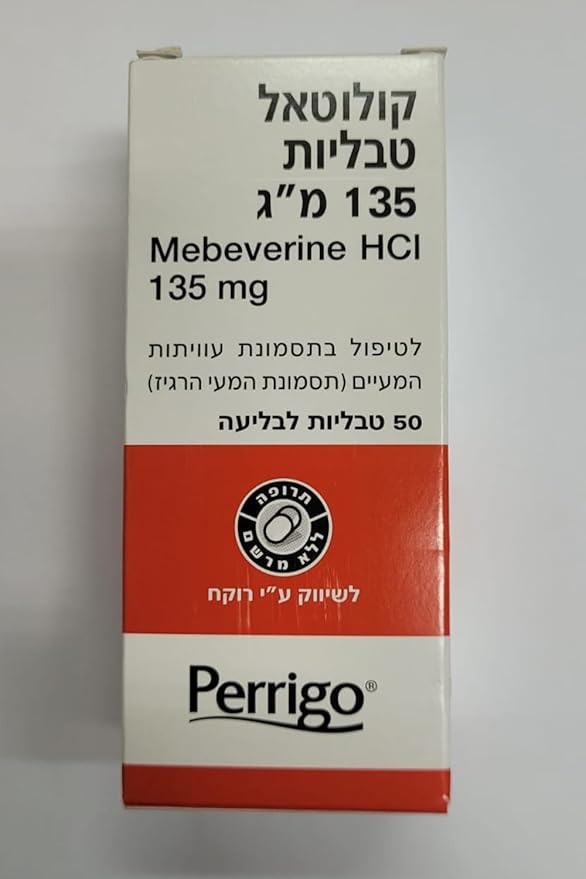 קולוטאל
טבליות
135 מ"ג
Mebeverine HCl
135 mg
לטיפול בתסמונת עוויתות
המעיים (תסמונת המעי הרגיז)
50 טבליות לבליעה
תרופה
ללא מרשם
לשיווק ע"י רוקח
Perrigo®